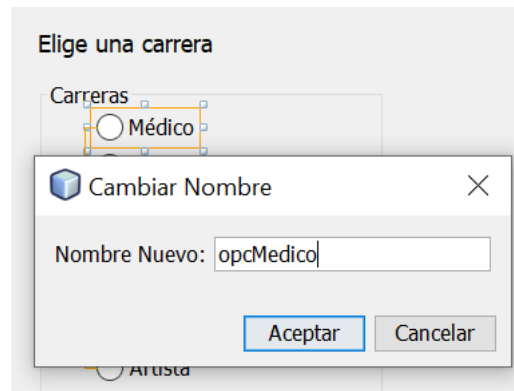 Elige una carrera
Carreras
Médico
Cambiar Nombre
Nombre Nuevo: opcMedico
Aceptar Cancelar
Artista